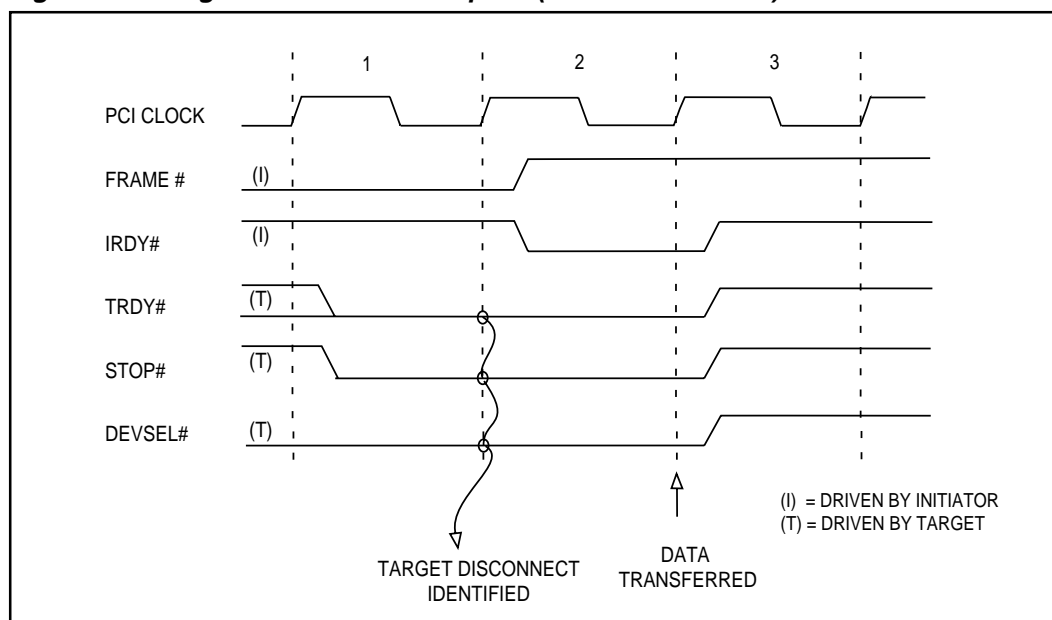 1 2 3
PCI CLOCK
FRAME # (I)
IRDY# (I)
TRDY# (T)
STOP# (T)
DEVSEL# (T)
(I) = DRIVEN BY INITIATOR
(T) = DRIVEN BY TARGET
TARGET DISCONNECT
IDENTIFIED
DATA
TRANSFERRED